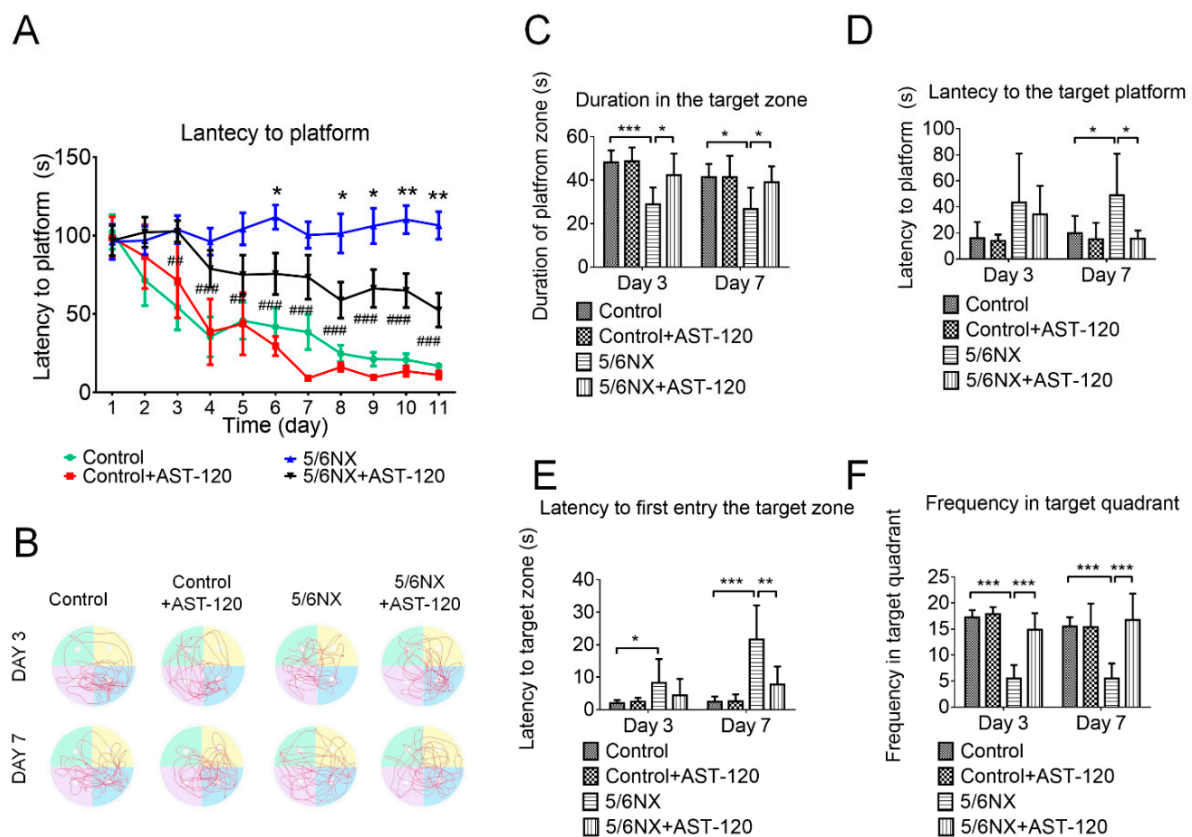 A
Lantecy to platform
Latency to platform (s)
150
100
50
0
* * * ** **
## ### ## ### ### ### ### ### ###
1 2 3 4 5 6 7 8 9 10 11
Time (day)
Control
Control+AST-120
5/6NX
5/6NX+AST-120
B
Control
Control
+AST-120
5/6NX
5/6NX
+AST-120
DAY 3
DAY 7
C
Duration in the target zone
Duration of platfrom zone (s)
60
40
20
0
*** *
* *
Day 3 Day 7
Control
Control+AST-120
5/6NX
5/6NX+AST-120
D
Lantecy to the target platform
Latency to platform (s)
100
80
60
40
20
0
* *
Day 3 Day 7
Control
Control+AST-120
5/6NX
5/6NX+AST-120
E
Latency to first entry the target zone
Latency to target zone (s)
40
30
20
10
0
*
*** **
Day 3 Day 7
Control
Control+AST-120
5/6NX
5/6NX+AST-120
F
Frequency in target quadrant
Frequency in target quadrant
25
20
15
10
5
0
*** ***
*** ***
Day 3 Day 7
Control
Control+AST-120
5/6NX
5/6NX+AST-120